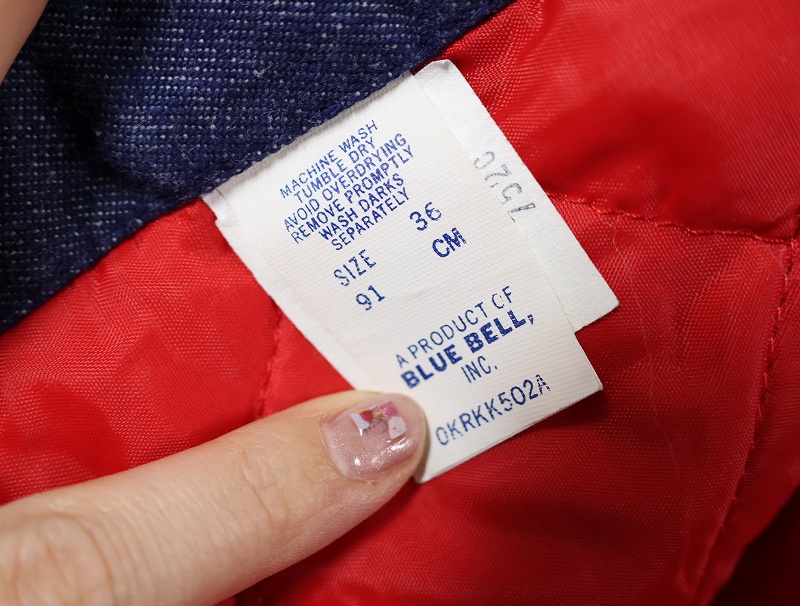 MACHINE WASH
TUMBLE DRY
AVOID OVERDRYING
REMOVE PROMPTLY
WASH DARKS
SEPARATELY
SIZE 36
91 CM
A PRODUCT OF
BLUE BELL,
INC.
OKRKK502A
7520